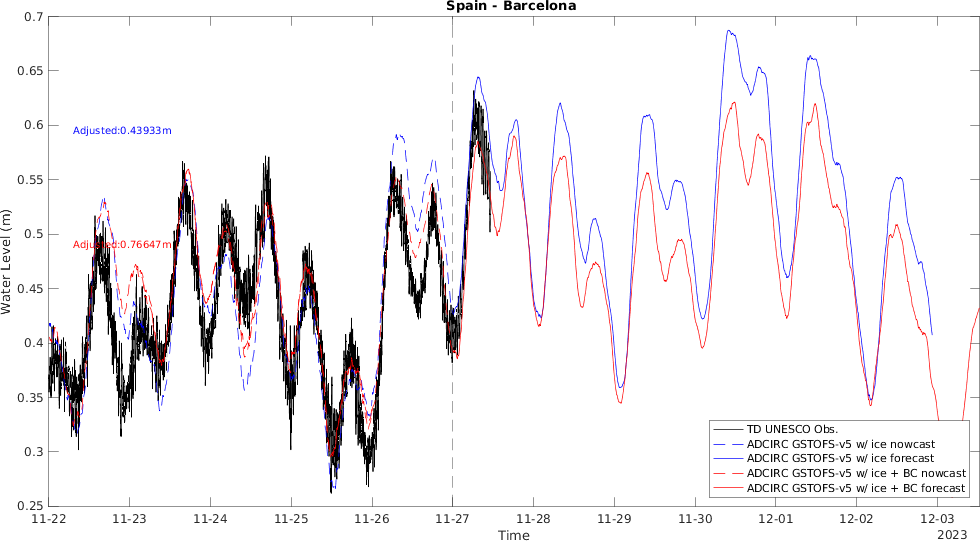 Spain - Barcelona
0.7
0.65
0.6
0.55
0.5
0.45
0.4
0.35
0.3
0.25
Water Level (m)
Adjusted:0.43933m
Adjusted:0.76647m
TD UNESCO Obs.
ADCIRC GSTOFS-v5 w/ ice nowcast
ADCIRC GSTOFS-v5 w/ ice forecast
ADCIRC GSTOFS-v5 w/ ice + BC nowcast
ADCIRC GSTOFS-v5 w/ ice + BC forecast
11-22 11-23 11-24 11-25 11-26 11-27 11-28 11-29 11-30 12-01 12-02 12-03
Time
2023